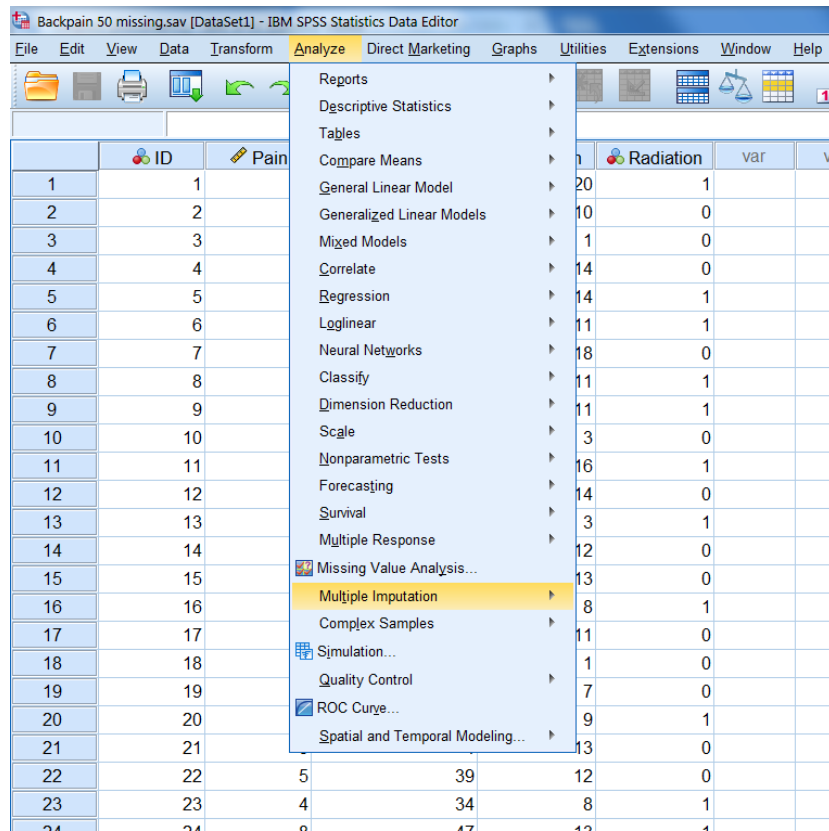 Backpain 50 missing.sav [DataSet1] - IBM SPSS Statistics Data Editor
File Edit View Data Transform Analyze Direct Marketing Graphs Utilities Extensions Window Help
Reports
Descriptive Statistics
Tables
Compare Means
General Linear Model
Generalized Linear Models
Mixed Models
Correlate
Regression
Loglinear
Neural Networks
Classify
Dimension Reduction
Scale
Nonparametric Tests
Forecasting
Survival
Multiple Response
Missing Value Analysis...
Multiple Imputation
Complex Samples
Simulation...
Quality Control
ROC Curve...
Spatial and Temporal Modeling...
ID Pain Radiation var
1 1 20 1
2 2 10 0
3 3 1 0
4 4 14 0
5 5 14 1
6 6 11 1
7 7 18 0
8 8 11 1
9 9 11 1
10 10 3 0
11 11 16 1
12 12 14 0
13 13 3 1
14 14 12 0
15 15 13 0
16 16 8 1
17 17 11 0
18 18 1 0
19 19 7 0
20 20 9 1
21 21 13 0
22 22 5 39 12 0
23 23 4 34 8 1
24 24 8 47 13 1